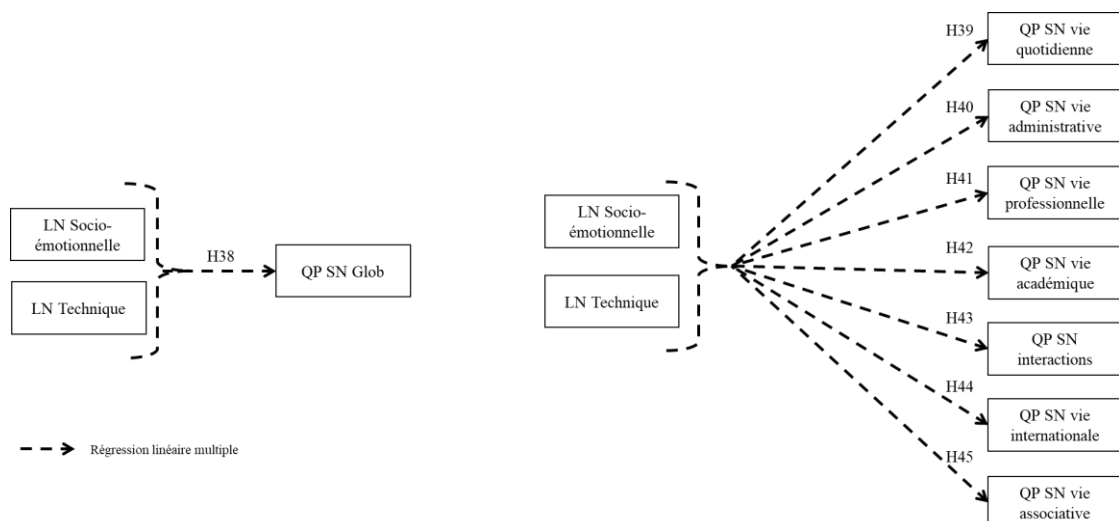 LN Socio-
émotionnelle
LN Technique
H38
QP SN Glob
Régression linéaire multiple
LN Socio-
émotionnelle
LN Technique
H39
QP SN vie
quotidienne
H40
QP SN vie
administrative
H41
QP SN vie
professionnelle
H42
QP SN vie
académique
H43
QP SN
interactions
H44
QP SN vie
internationale
H45
QP SN vie
associative